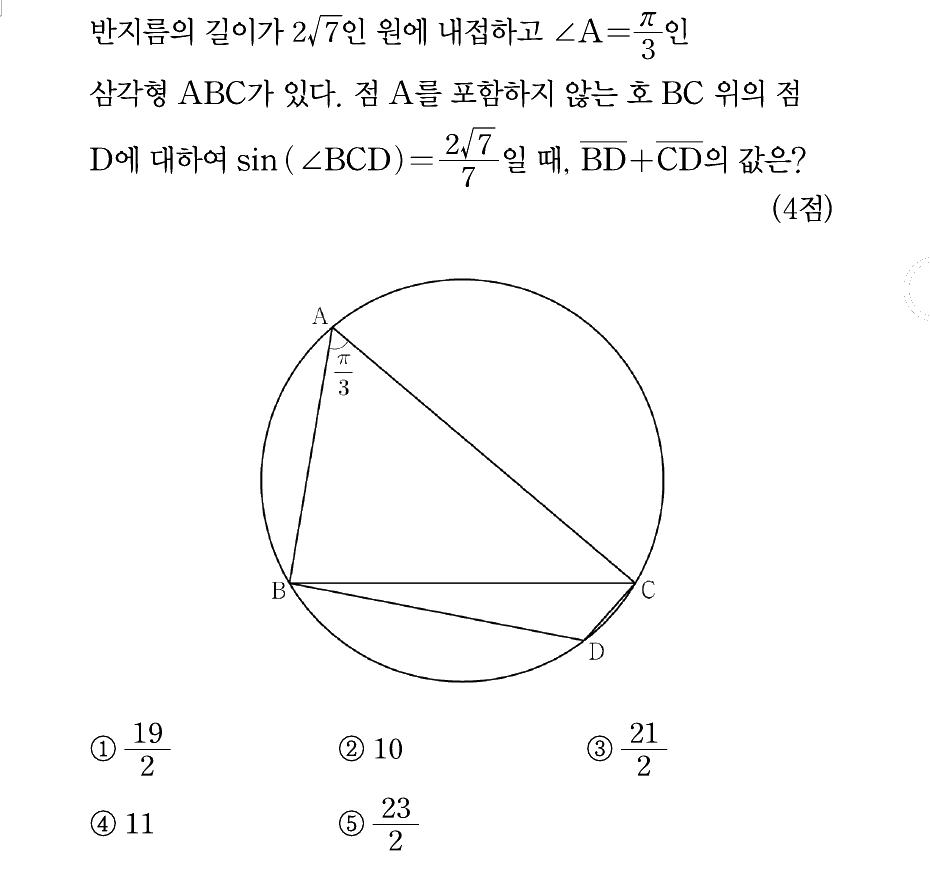 반지름의 길이가 2√7인 원에 내접하고 ∠A=π/3인
삼각형 ABC가 있다. 점 A를 포함하지 않는 호 BC 위의 점
D에 대하여 sin(∠BCD)=2√7/7일 때, B̅D̅+C̅D̅의 값은?
(4점)
A
π/3
B
C
D
① 19/2 ② 10 ③ 21/2
④ 11 ⑤ 23/2